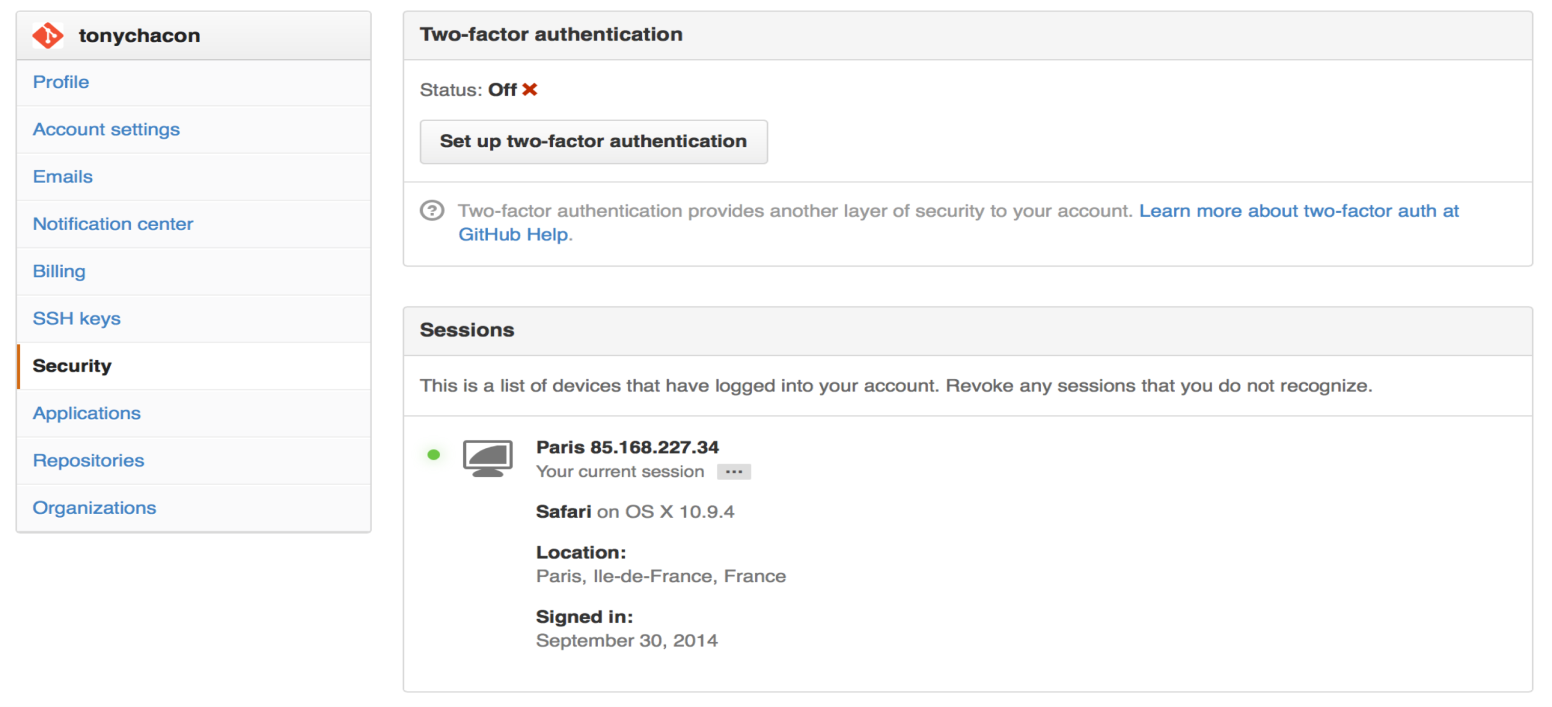 tonychacon
Profile
Account settings
Emails
Notification center
Billing
SSH keys
Security
Applications
Repositories
Organizations
Two-factor authentication
Status: Off
Set up two-factor authentication
Two-factor authentication provides another layer of security to your account. Learn more about two-factor auth at
GitHub Help.
Sessions
This is a list of devices that have logged into your account. Revoke any sessions that you do not recognize.
Paris 85.168.227.34
Your current session ...
Safari on OS X 10.9.4
Location:
Paris, Ile-de-France, France
Signed in:
September 30, 2014